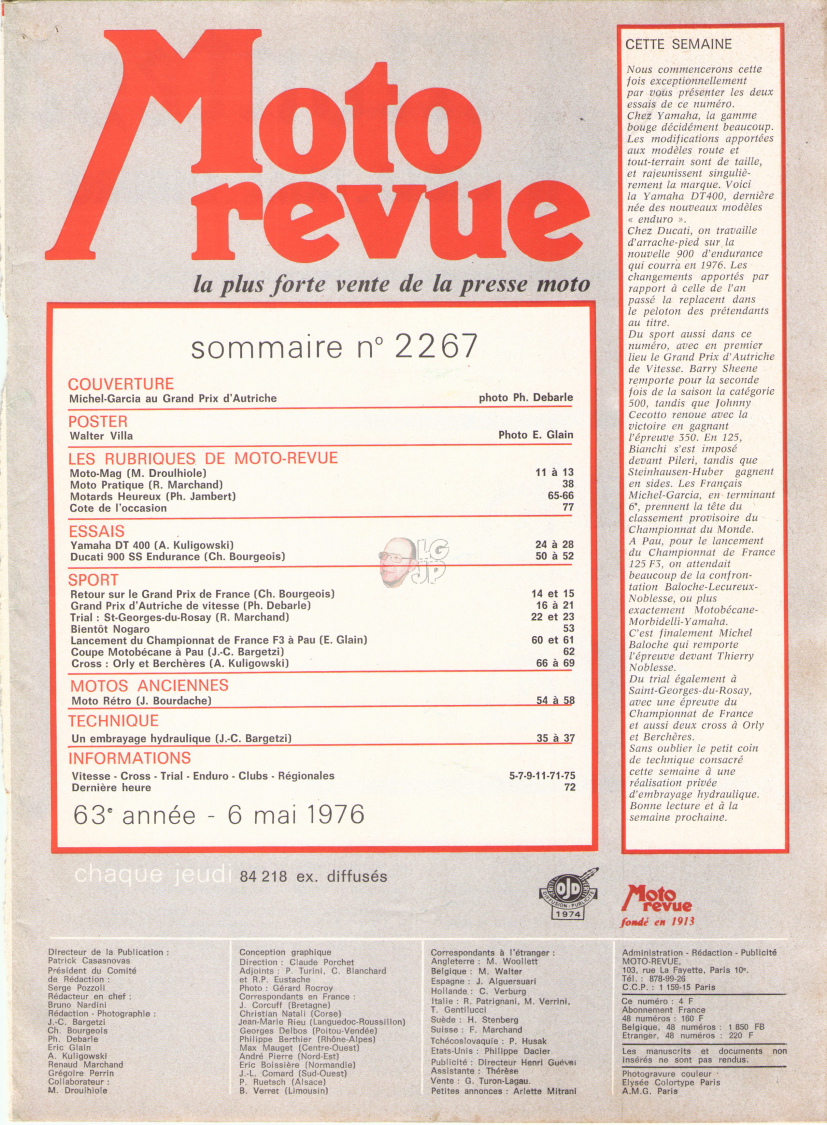 Moto
revue
la plus forte vente de la presse moto
sommaire n° 2267
COUVERTURE
Michel-Garcia au Grand Prix d'Autriche photo Ph. Debarle
POSTER
Walter Villa Photo E. Glain
LES RUBRIQUES DE MOTO-REVUE
Moto-Mag (M. Droulhiole) 11 à 13
Moto Pratique (R. Marchand) 38
Motards Heureux (Ph. Jambert) 65-66
Cote de l'occasion 77
ESSAIS
Yamaha DT 400 (A. Kuligowski) 24 à 28
Ducati 900 SS Endurance (Ch. Bourgeois) 50 à 52
SPORT
Retour sur le Grand Prix de France (Ch. Bourgeois) 14 et 15
Grand Prix d'Autriche de vitesse (Ph. Debarle) 16 à 21
Trial : St-Georges-du-Rosay (R. Marchand) 22 et 23
Bientôt Nogaro 53
Lancement du Championnat de France F3 à Pau (E. Glain) 60 et 61
Coupe Motobécane à Pau (J.-C. Bargetzi) 62
Cross : Orly et Berchères (A. Kuligowski) 66 à 69
MOTOS ANCIENNES
Moto Rétro (J. Bourdache) 54 à 58
TECHNIQUE
Un embrayage hydraulique (J.-C. Bargetzi) 35 à 37
INFORMATIONS
Vitesse - Cross - Trial - Enduro - Clubs - Régionales 5-7-9-11-71-75
Dernière heure 72
63e année - 6 mai 1976
LG
JP
chaque jeudi 84 218 ex. diffusés
OJD
DIFFUSION-PUBLICITÉ
1974
Moto
revue
fondé en 1913
CETTE SEMAINE
Nous commencerons cette
fois exceptionnellement
par vous présenter les deux
essais de ce numéro.
Chez Yamaha, la gamme
bouge décidément beaucoup.
Les modifications apportées
aux modèles route et
tout-terrain sont de taille,
et rajeunissent singuliè-
rement la marque. Voici
la Yamaha DT400, dernière
née des nouveaux modèles
« enduro ».
Chez Ducati, on travaille
d'arrache-pied sur la
nouvelle 900 d'endurance
qui courra en 1976. Les
changements apportés par
rapport à celle de l'an
passé la replacent dans
le peloton des prétendants
au titre.
Du sport aussi dans ce
numéro, avec en premier
lieu le Grand Prix d'Autriche
de Vitesse. Barry Sheene
remporte pour la seconde
fois de la saison la catégorie
500, tandis que Johnny
Cecotto renoue avec la
victoire en gagnant
l'épreuve 350. En 125,
Bianchi s'est imposé
devant Pileri, tandis que
Steinhausen-Huber gagnent
en sides. Les Français
Michel-Garcia, en terminant
6e, prennent la tête du
classement provisoire du
Championnat du Monde.
A Pau, pour le lancement
du Championnat de France
125 F3, on attendait
beaucoup de la confron-
tation Baloche-Lecureux-
Noblesse, ou plus
exactement Motobécane-
Morbidelli-Yamaha.
C'est finalement Michel
Baloche qui remporte
l'épreuve devant Thierry
Noblesse.
Du trial également à
Saint-Georges-du-Rosay,
avec une épreuve du
Championnat de France
et aussi deux cross à Orly
et Berchères.
Sans oublier le petit coin
de technique consacré
cette semaine à une
réalisation privée
d'embrayage hydraulique.
Bonne lecture et à la
semaine prochaine.
Directeur de la Publication :
Patrick Casasnovas
Président du Comité
de Rédaction :
Serge Pozzoli
Rédacteur en chef :
Bruno Nardini
Rédaction - Photographie :
J.-C. Bargetzi
Ch. Bourgeois
Ph. Debarle
Eric Glain
A. Kuligowski
Renaud Marchand
Grégoire Perrin
Collaborateur :
M. Droulhiole
Conception graphique
Direction : Claude Porchet
Adjoints : P. Turini, C. Blanchard
et R.P. Eustache
Photo : Gérard Rocroy
Correspondants en France :
J. Corcuff (Bretagne)
Christian Natali (Corse)
Jean-Marie Rieu (Languedoc-Roussillon)
Georges Delbos (Poitou-Vendée)
Philippe Berthier (Rhône-Alpes)
Max Mauget (Centre-Ouest)
André Pierre (Nord-Est)
Eric Boissière (Normandie)
J.-L. Comard (Sud-Ouest)
P. Ruetsch (Alsace)
B. Verret (Limousin)
Correspondants à l'étranger :
Angleterre : M. Woollett
Belgique : M. Walter
Espagne : J. Alguersuari
Hollande : C. Verburg
Italie : R. Patrignani, M. Verrini,
T. Gentilucci
Suède : H. Stenberg
Suisse : F. Marchand
Tchécoslovaquie : P. Husak
Etats-Unis : Philippe Dacier
Publicité : Directeur Henri Guévri
Assistante : Thérèse
Vente : G. Turon-Lagau.
Petites annonces : Arlette Mitrani
Administration - Rédaction - Publicité
MOTO-REVUE,
103, rue La Fayette, Paris 10e.
Tél. : 878-99-26
C.C.P. : 1 159-15 Paris
Ce numéro : 4 F
Abonnement France
48 numéros : 160 F
Belgique, 48 numéros : 1 850 FB
Etranger, 48 numéros : 220 F
Les manuscrits et documents non
insérés ne sont pas rendus.
Photogravure couleur
Elysée Colortype Paris
A.M.G. Paris